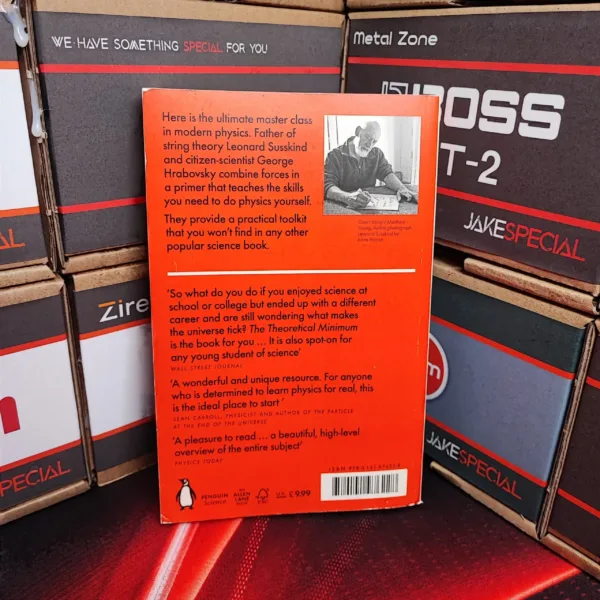 WE HAVE SOMETHING SPECIAL FOR YOU
Metal Zone
BOSS
T-2
JAKESPECIAL
Zire
JAKESPECIAL
PECIAL
AL
Here is the ultimate master class
in modern physics. Father of
string theory Leonard Susskind
and citizen-scientist George
Hrabovsky combine forces in
a primer that teaches the skills
you need to do physics yourself.
They provide a practical toolkit
that you won't find in any other
popular science book.
'So what do you do if you enjoyed science at
school or college but ended up with a different
career and are still wondering what makes
the universe tick? The Theoretical Minimum
is the book for you ... It is also spot-on for
any young student of science'
WALL STREET JOURNAL
'A wonderful and unique resource. For anyone
who is determined to learn physics for real, this
is the ideal place to start'
SEAN CARROLL, PHYSICIST AND AUTHOR OF THE PARTICLE
AT THE END OF THE UNIVERSE
'A pleasure to read ... a beautiful, high-level
overview of the entire subject'
PHYSICS TODAY
PENGUIN
Science
ALLEN
LANE
£9.99
ISBN